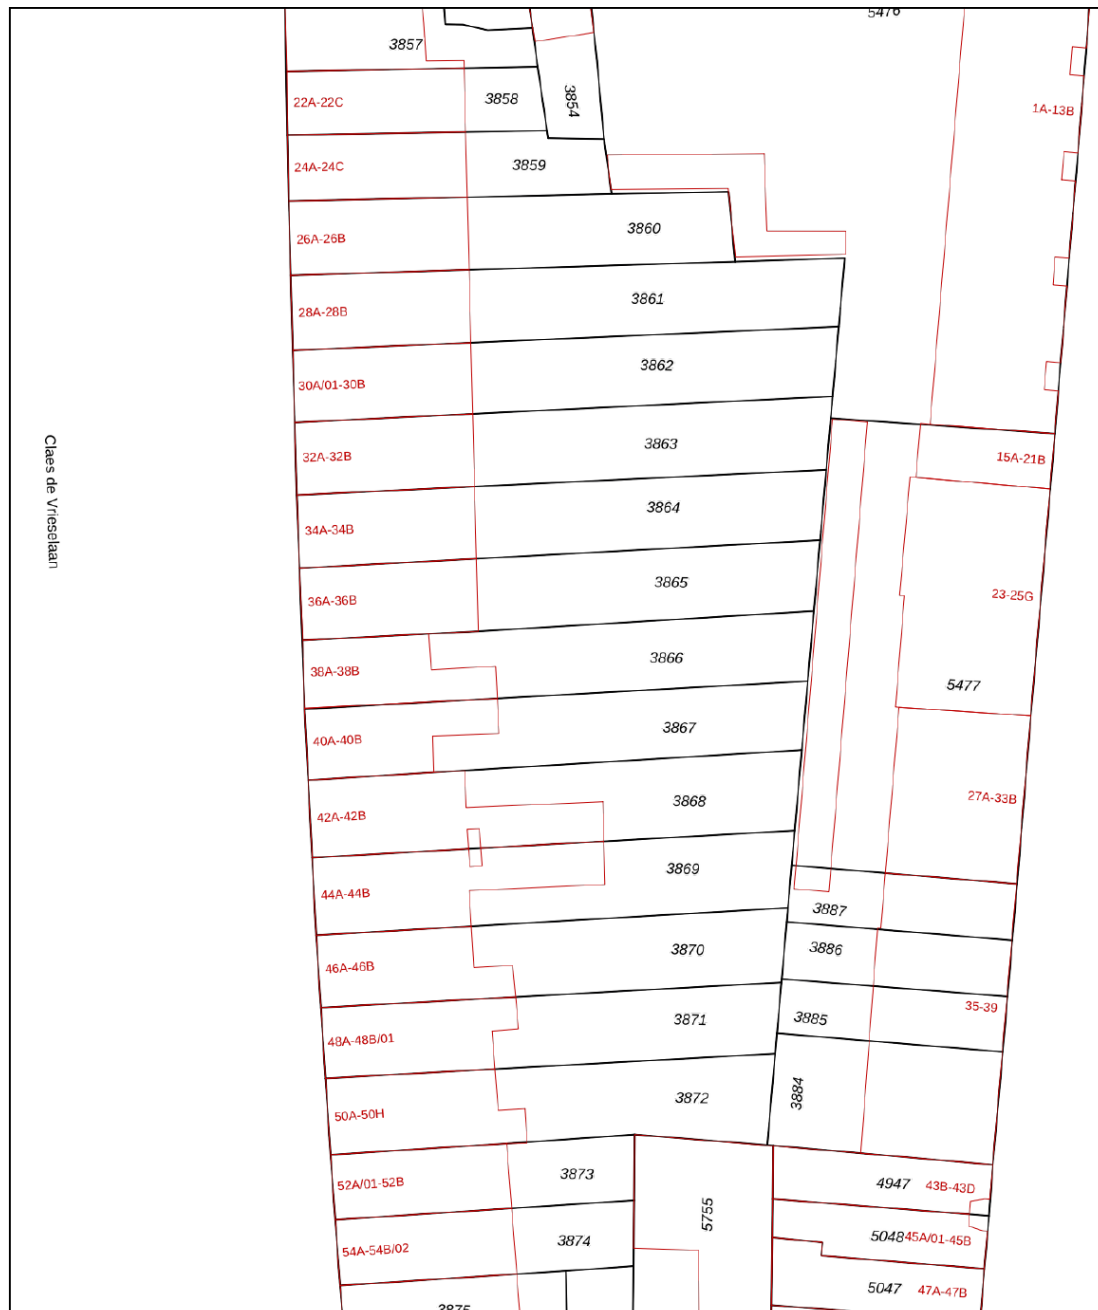 5476
3857
22A-22C
3858
3854
1A-13B
24A-24C
3859
26A-26B
3860
28A-28B
3861
30A/01-30B
3862
32A-32B
3863
15A-21B
Claes de Vrieselaan
34A-34B
3864
36A-36B
3865
23-25G
38A-38B
3866
5477
40A-40B
3867
42A-42B
3868
27A-33B
44A-44B
3869
3887
46A-46B
3870
3886
48A-48B/01
3871
3885
35-39
50A-50H
3872
3884
52A/01-52B
3873
4947
43B-43D
5755
54A-54B/02
3874
5048
45A/01-45B
5047
47A-47B
3875